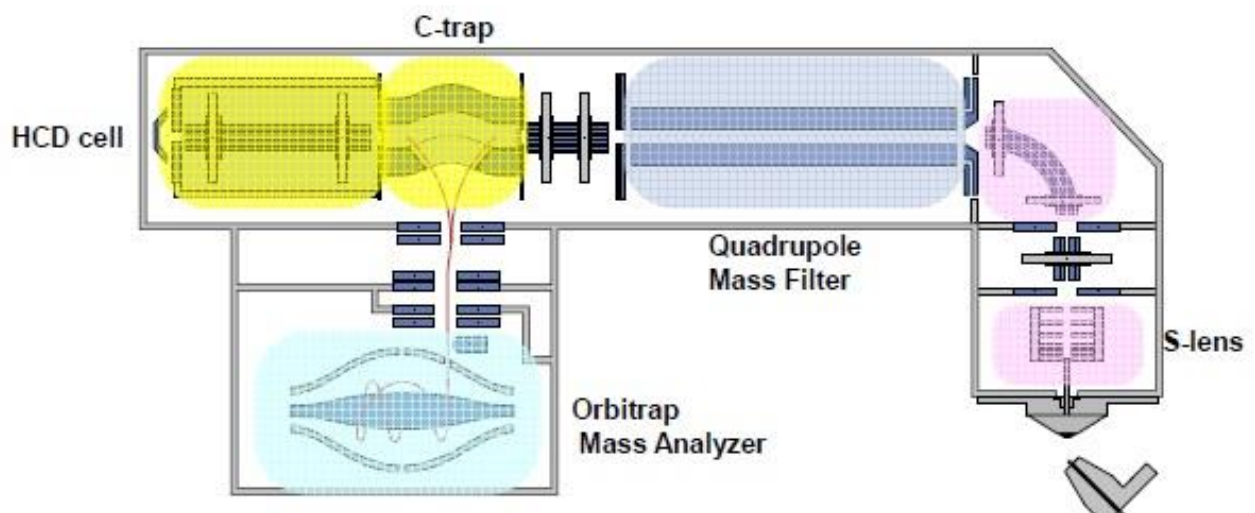 C-trap
HCD cell
Quadrupole
Mass Filter
S-lens
Orbitrap
Mass Analyzer